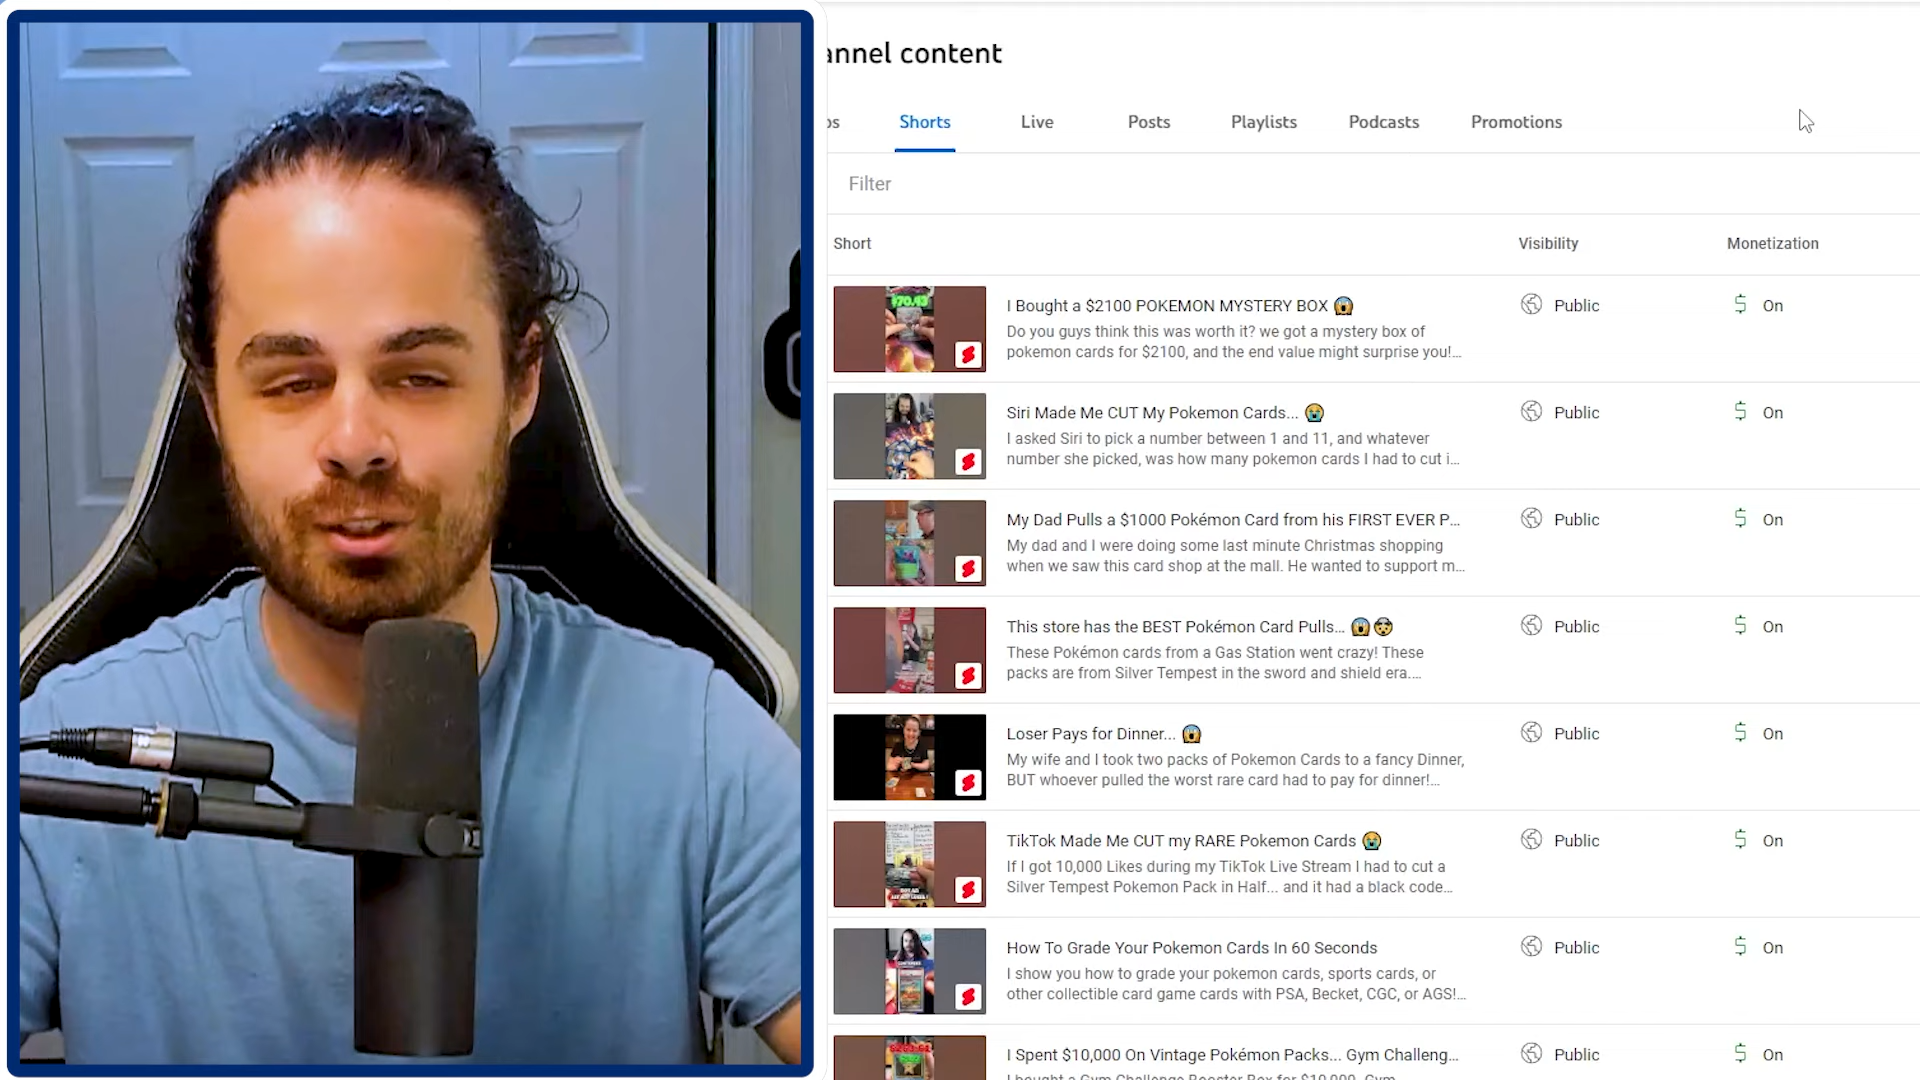 annel content
os
Shorts
Live
Posts
Playlists
Podcasts
Promotions
Filter
Short
Visibility
Monetization
$70.43
I Bought a $2100 POKEMON MYSTERY BOX 😱
Do you guys think this was worth it? we got a mystery box of
pokemon cards for $2100, and the end value might surprise you!...
Public
On
Siri Made Me CUT My Pokemon Cards... 😭
I asked Siri to pick a number between 1 and 11, and whatever
number she picked, was how many pokemon cards I had to cut i...
Public
On
My Dad Pulls a $1000 Pokémon Card from his FIRST EVER P...
My dad and I were doing some last minute Christmas shopping
when we saw this card shop at the mall. He wanted to support m...
Public
On
This store has the BEST Pokémon Card Pulls... 😱🤯
These Pokémon cards from a Gas Station went crazy! These
packs are from Silver Tempest in the sword and shield era....
Public
On
Loser Pays for Dinner... 😱
My wife and I took two packs of Pokemon Cards to a fancy Dinner,
BUT whoever pulled the worst rare card had to pay for dinner!...
Public
On
TikTok Made Me CUT my RARE Pokemon Cards 😭
If I got 10,000 Likes during my TikTok Live Stream I had to cut a
Silver Tempest Pokemon Pack in Half... and it had a black code...
Public
On
How To Grade Your Pokemon Cards In 60 Seconds
I show you how to grade your pokemon cards, sports cards, or
other collectible card game cards with PSA, Becket, CGC, or AGS!...
Public
On
I Spent $10,000 On Vintage Pokémon Packs... Gym Challeng...
I bought a Gym Challenge Booster Box for $10,000. Gym
Public
On